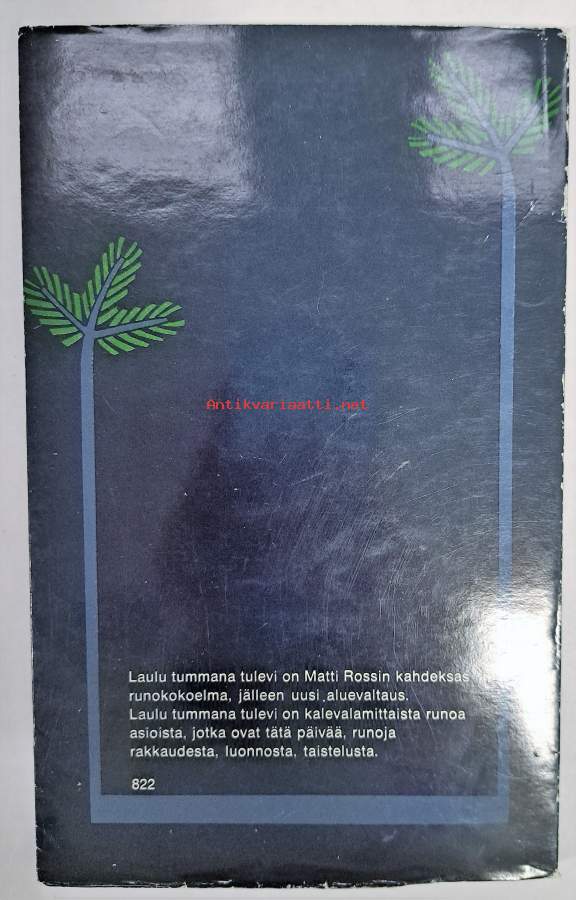 Antikvariaatti.net
Laulu tummana tulevi on Matti Rossin kahdeksas
runokokoelma, jälleen uusi aluevaltaus.
Laulu tummana tulevi on kalevalamittaista runoa
asioista, jotka ovat tätä päivää, runoja
rakkaudesta, luonnosta, taistelusta.
822